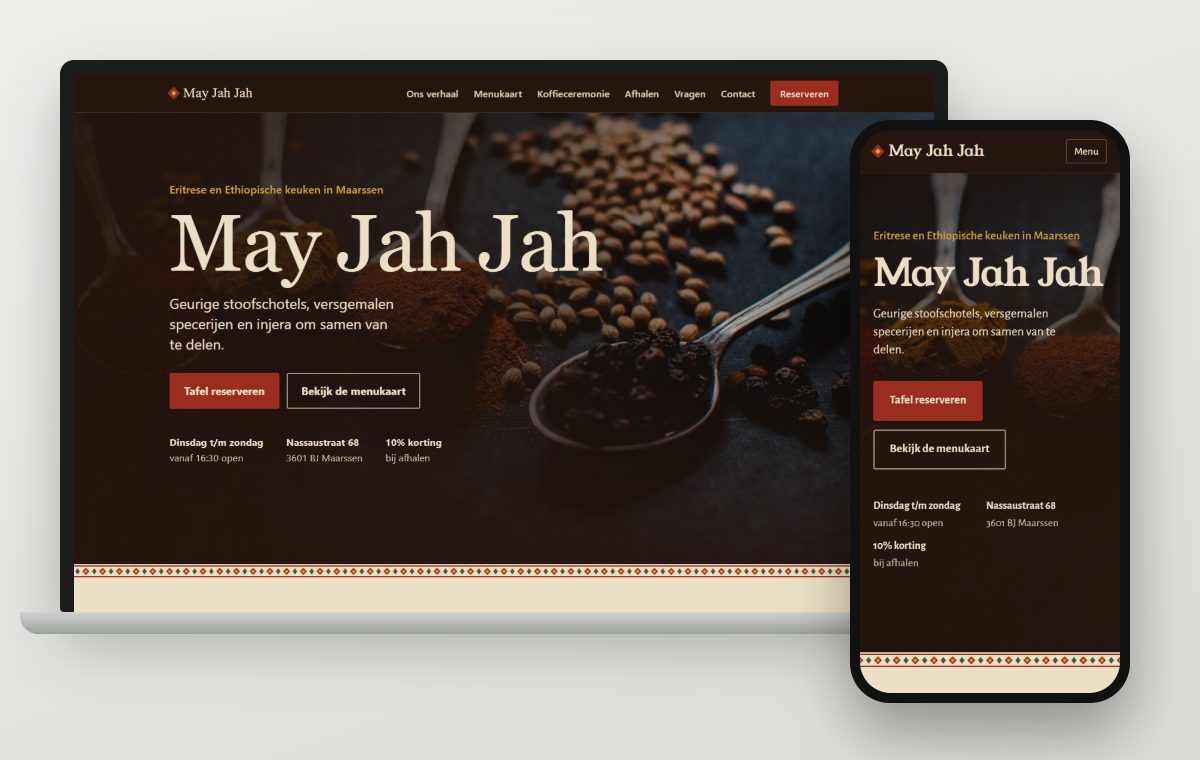 May Jah Jah
Ons verhaal Menukaart Koffieceremonie Afhalen Vragen Contact Reserveren
Eritrese en Ethiopische keuken in Maarssen
May Jah Jah
Geurige stoofschotels, versgemalen
specerijen en injera om samen van
te delen.
Tafel reserveren Bekijk de menukaart
Dinsdag t/m zondag Nassaustraat 68 10% korting
vanaf 16:30 open 3601 BJ Maarssen bij afhalen
May Jah Jah Menu
Eritrese en Ethiopische keuken in Maarssen
May Jah Jah
Geurige stoofschotels, versgemalen
specerijen en injera om samen van te
delen.
Tafel reserveren
Bekijk de menukaart
Dinsdag t/m zondag Nassaustraat 68
vanaf 16:30 open 3601 BJ Maarssen
10% korting
bij afhalen